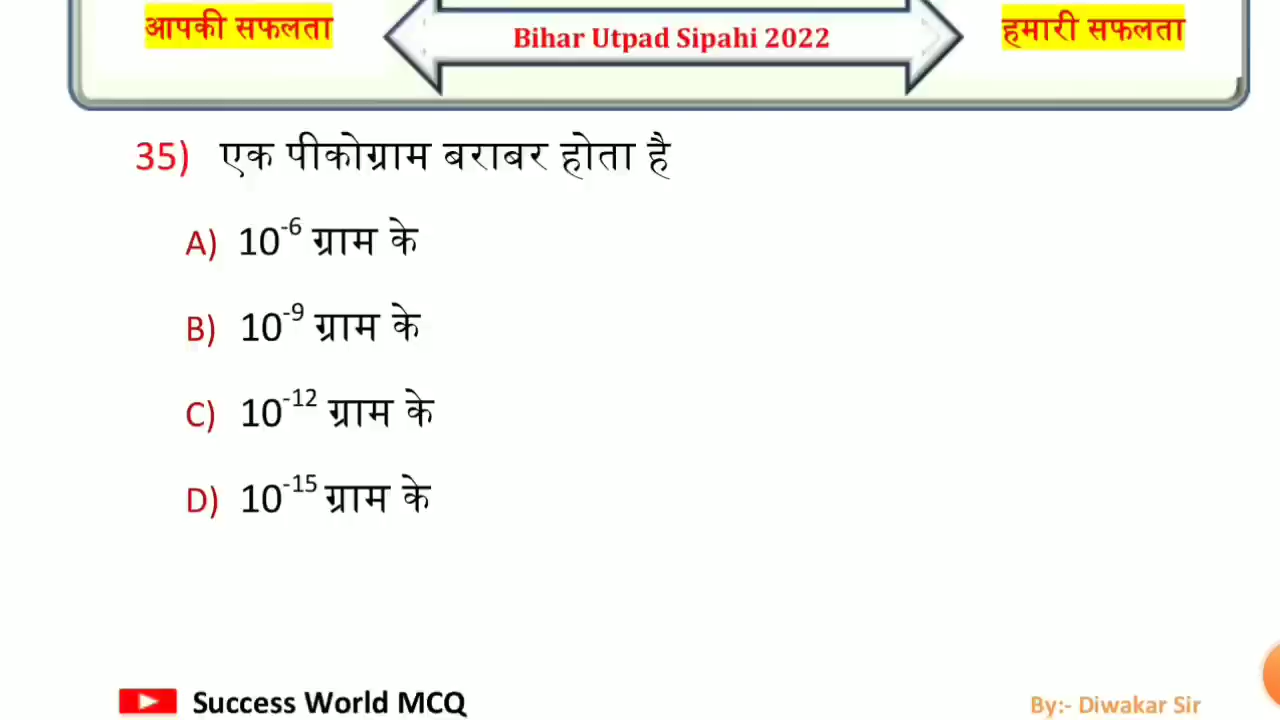 आपकी सफलता
Bihar Utpad Sipahi 2022
हमारी सफलता
35) एक पीकोग्राम बराबर होता है
A) 10⁻⁶ ग्राम के
B) 10⁻⁹ ग्राम के
C) 10⁻¹² ग्राम के
D) 10⁻¹⁵ ग्राम के
Success World MCQ
By:- Diwakar Sir